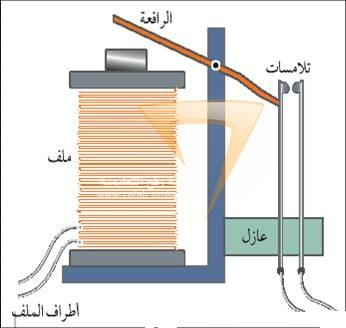 الرافعة
تلامسات
ملف
عازل
أطراف الملف